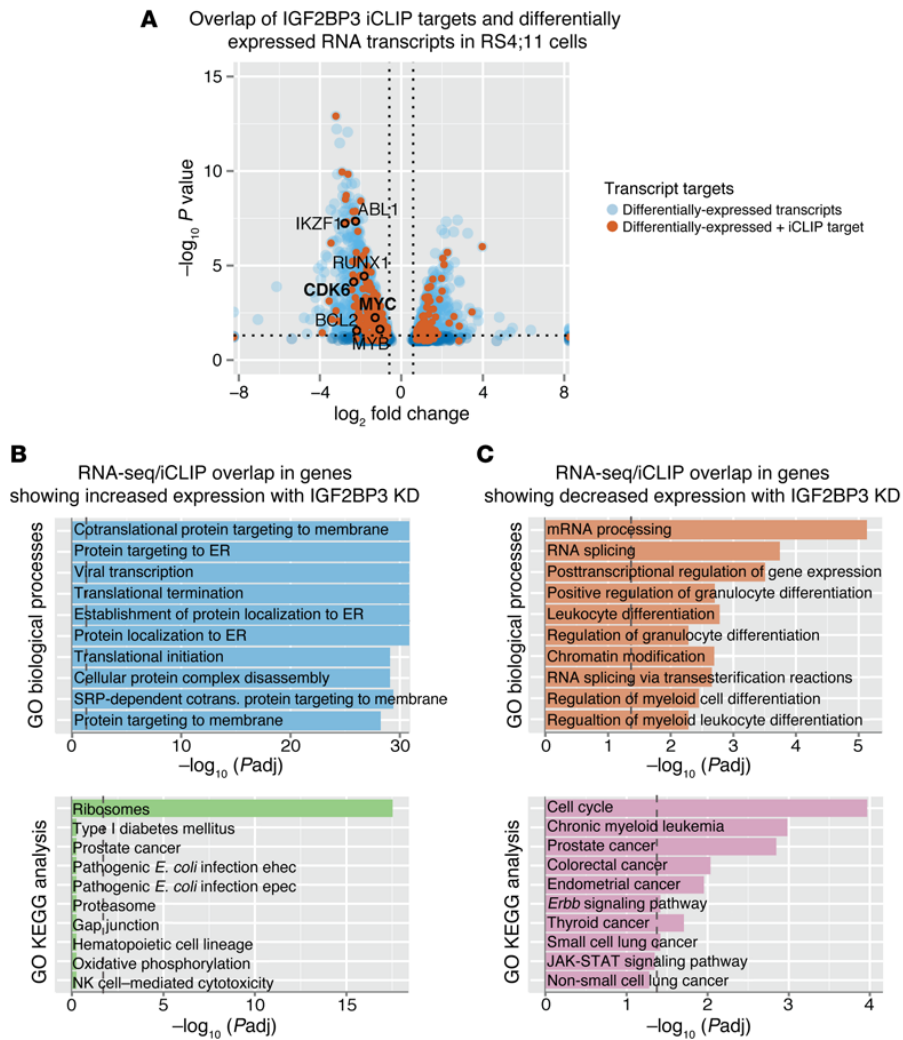 A
Overlap of IGF2BP3 iCLIP targets and differentially
expressed RNA transcripts in RS4;11 cells
15
10
5
0
–log10 P value
ABL1
IKZF1
RUNX1
CDK6
MYC
BCL2
MYB
–8
–4
0
4
8
log2 fold change
Transcript targets
Differentially-expressed transcripts
Differentially-expressed + iCLIP target
B
RNA-seq/iCLIP overlap in genes
showing increased expression with IGF2BP3 KD
GO biological processes
Cotranslational protein targeting to membrane
Protein targeting to ER
Viral transcription
Translational termination
Establishment of protein localization to ER
Protein localization to ER
Translational initiation
Cellular protein complex disassembly
SRP-dependent cotrans. protein targeting to membrane
Protein targeting to membrane
0
10
20
30
–log10 (Padj)
GO KEGG analysis
Ribosomes
Type I diabetes mellitus
Prostate cancer
Pathogenic E. coli infection ehec
Pathogenic E. coli infection epec
Proteasome
Gap junction
Hematopoietic cell lineage
Oxidative phosphorylation
NK cell–mediated cytotoxicity
0
5
10
15
–log10 (Padj)
C
RNA-seq/iCLIP overlap in genes
showing decreased expression with IGF2BP3 KD
GO biological processes
mRNA processing
RNA splicing
Posttranscriptional regulation of gene expression
Positive regulation of granulocyte differentiation
Leukocyte differentiation
Regulation of granulocyte differentiation
Chromatin modification
RNA splicing via transesterification reactions
Regulation of myeloid cell differentiation
Regualtion of myeloid leukocyte differentiation
0
1
2
3
4
5
–log10 (Padj)
GO KEGG analysis
Cell cycle
Chronic myeloid leukemia
Prostate cancer
Colorectal cancer
Endometrial cancer
Erbb signaling pathway
Thyroid cancer
Small cell lung cancer
JAK-STAT signaling pathway
Non-small cell lung cancer
0
1
2
3
4
–log10 (Padj)